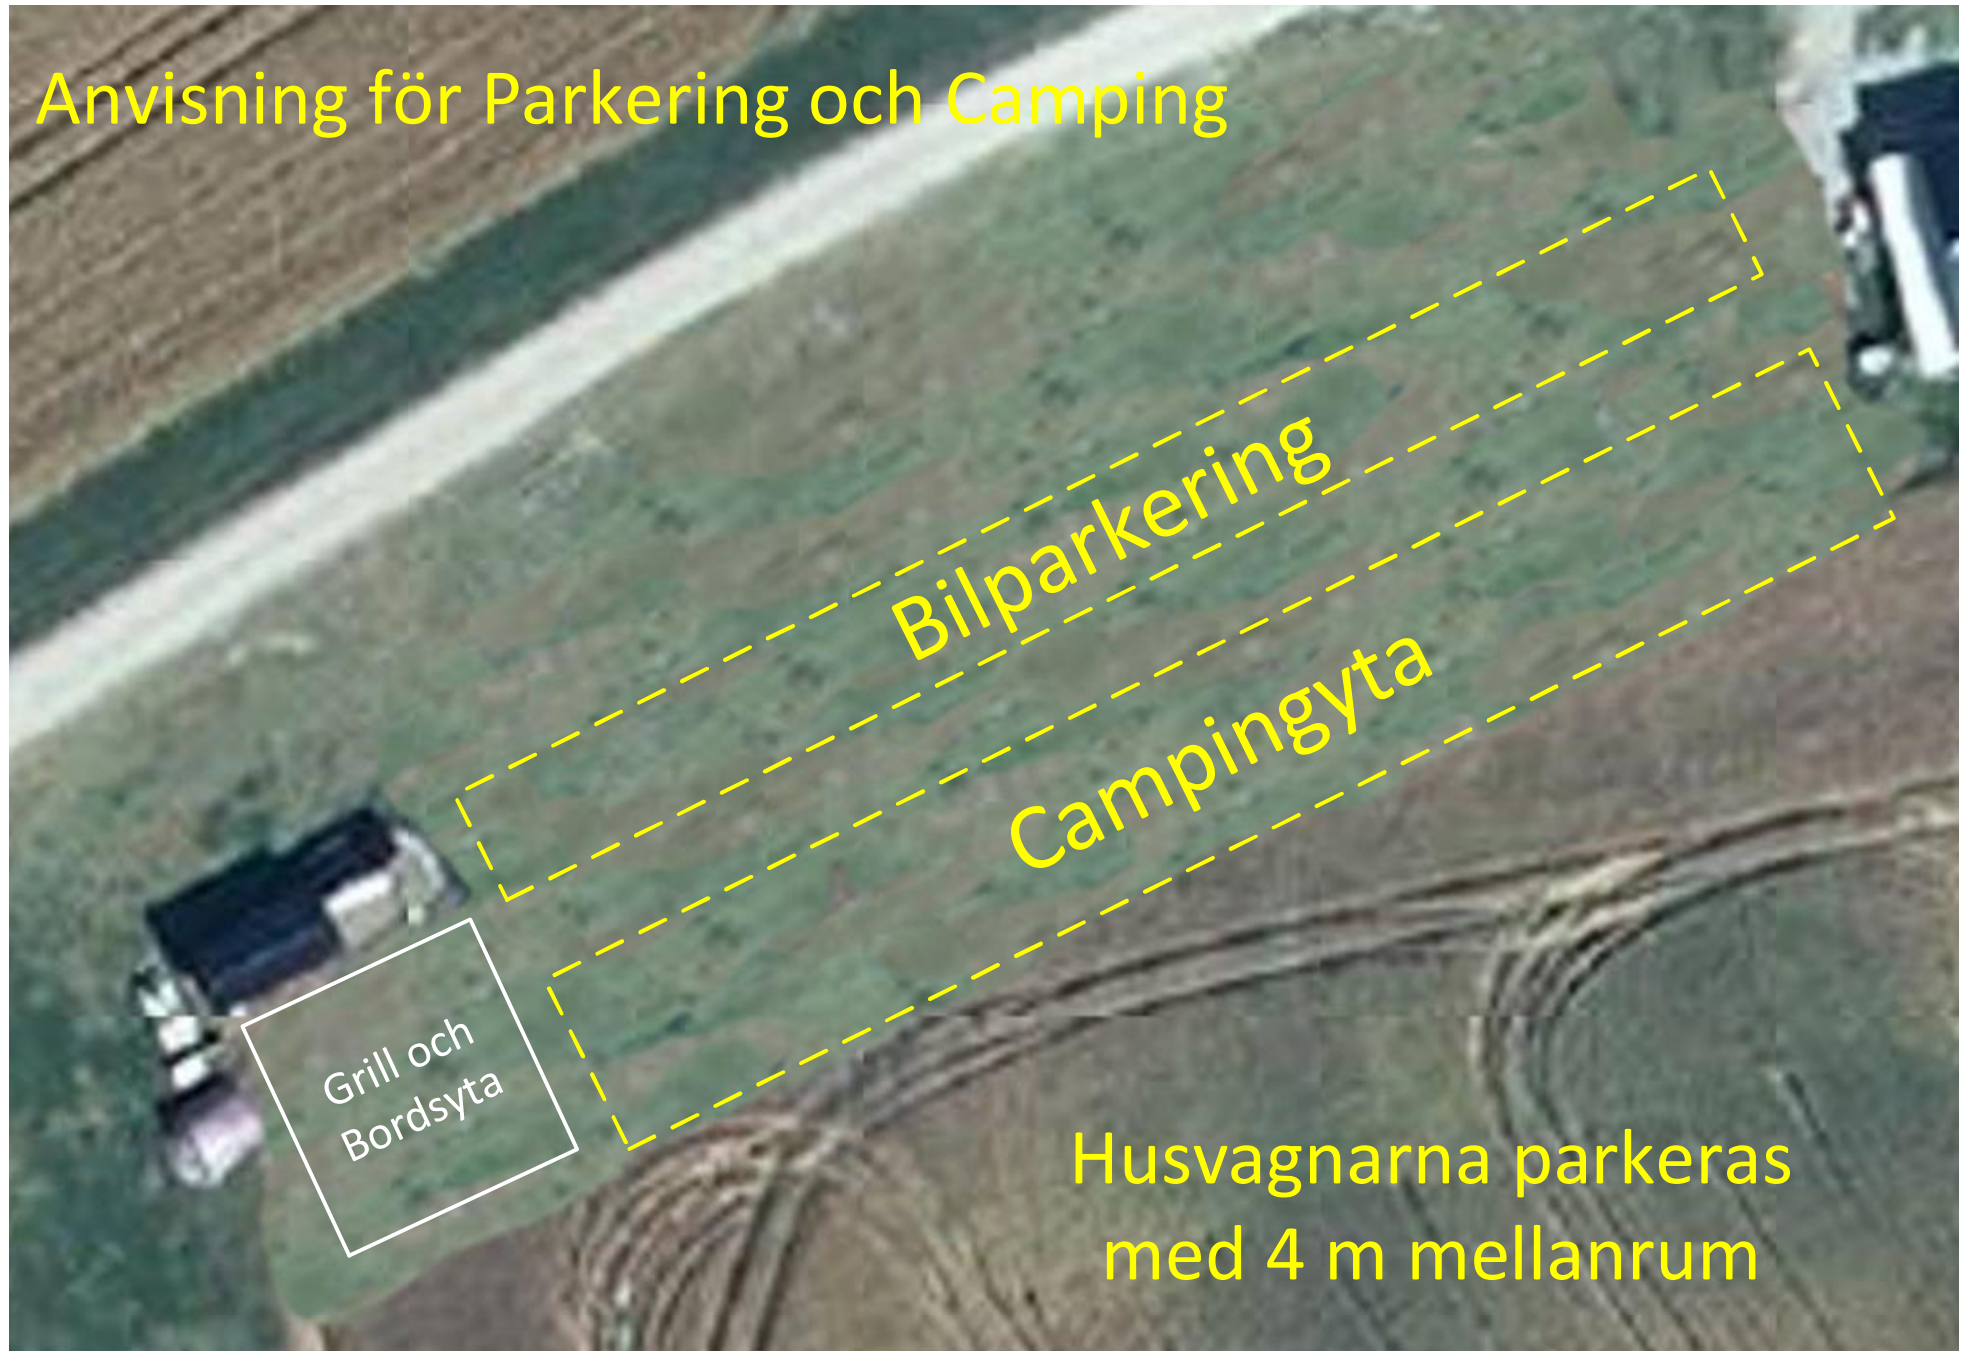 Anvisning för Parkering och Camping
Bilparkering
Campingyta
Grill och
Bordsyta
Husvagnarna parkeras
med 4 m mellanrum